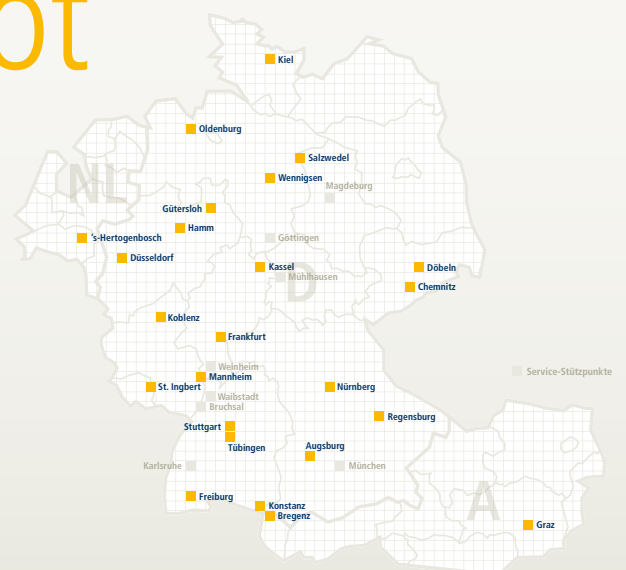 bt
Kiel
Oldenburg
Salzwedel
Wennigsen
Magdeburg
NL
Gütersloh
Hamm
's-Hertogenbosch
Göttingen
Düsseldorf
Kassel
Döbeln
Mühlhausen
D
Chemnitz
Koblenz
Frankfurt
Weinheim
Service-Stützpunkte
Mannheim
St. Ingbert
Nürnberg
Waibstadt
Bruchsal
Regensburg
Stuttgart
Tübingen
Augsburg
Karlsruhe
München
Freiburg
A
Konstanz
Bregenz
Graz